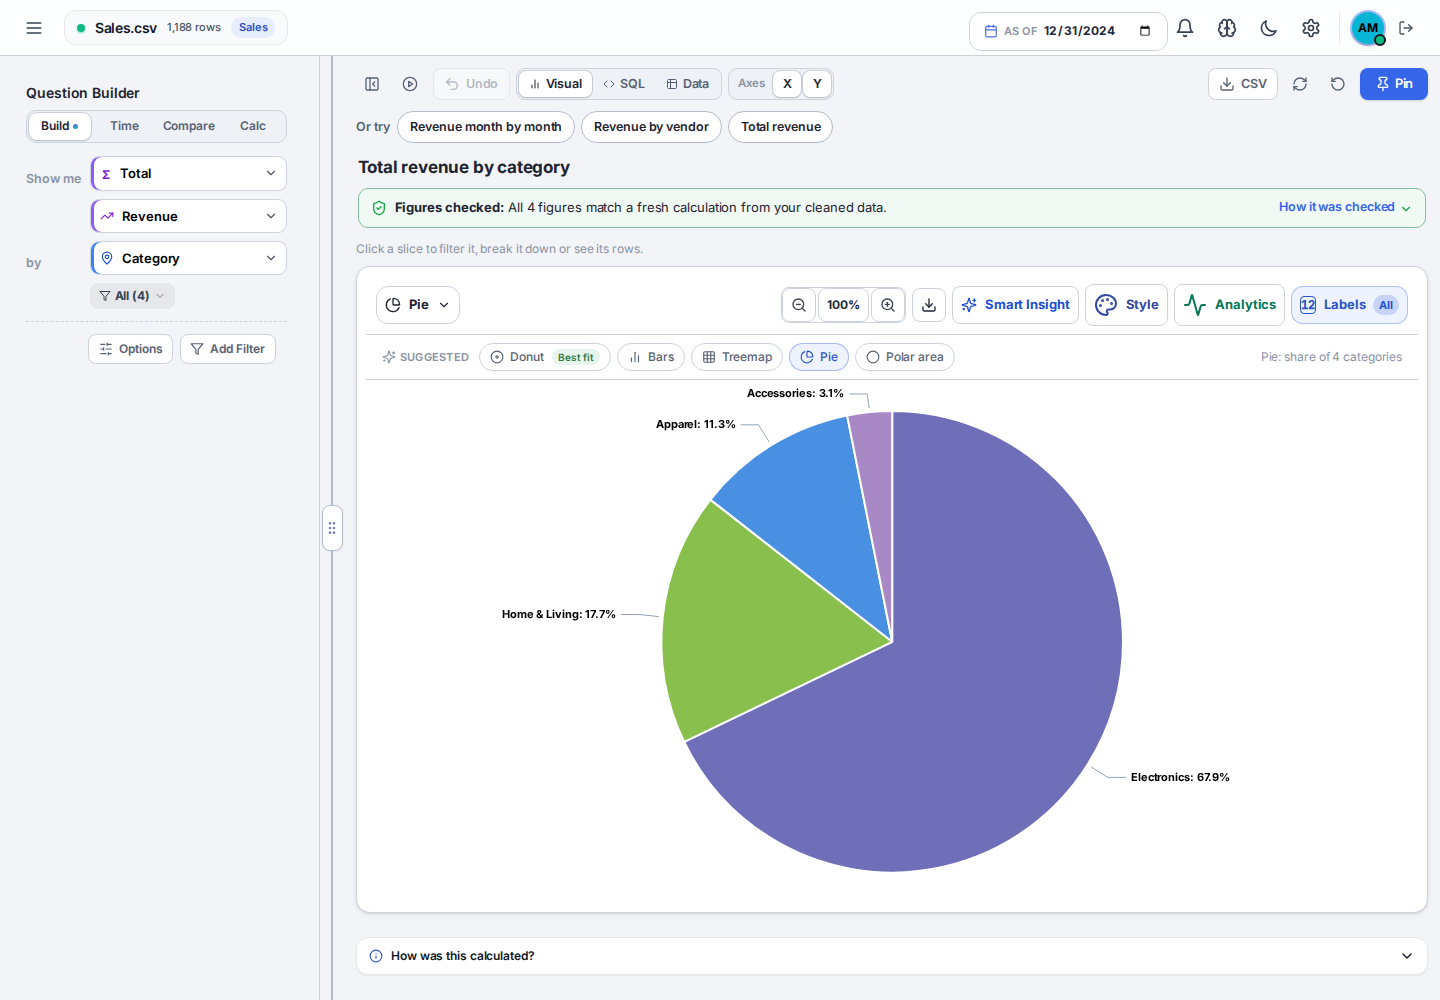 Sales.csv 1,188 rows Sales
AS OF 12/31/2024
AM
Question Builder
Build Time Compare Calc
Show me Σ Total
Revenue
by Category
All (4)
Options Add Filter
Undo Visual SQL Data Axes X Y CSV Pin
Or try Revenue month by month Revenue by vendor Total revenue
Total revenue by category
Figures checked: All 4 figures match a fresh calculation from your cleaned data. How it was checked
Click a slice to filter it, break it down or see its rows.
Pie 100% Smart Insight Style Analytics 12 Labels All
SUGGESTED Donut Best fit Bars Treemap Pie Polar area Pie: share of 4 categories
Accessories: 3.1%
Apparel: 11.3%
Home & Living: 17.7%
Electronics: 67.9%
How was this calculated?